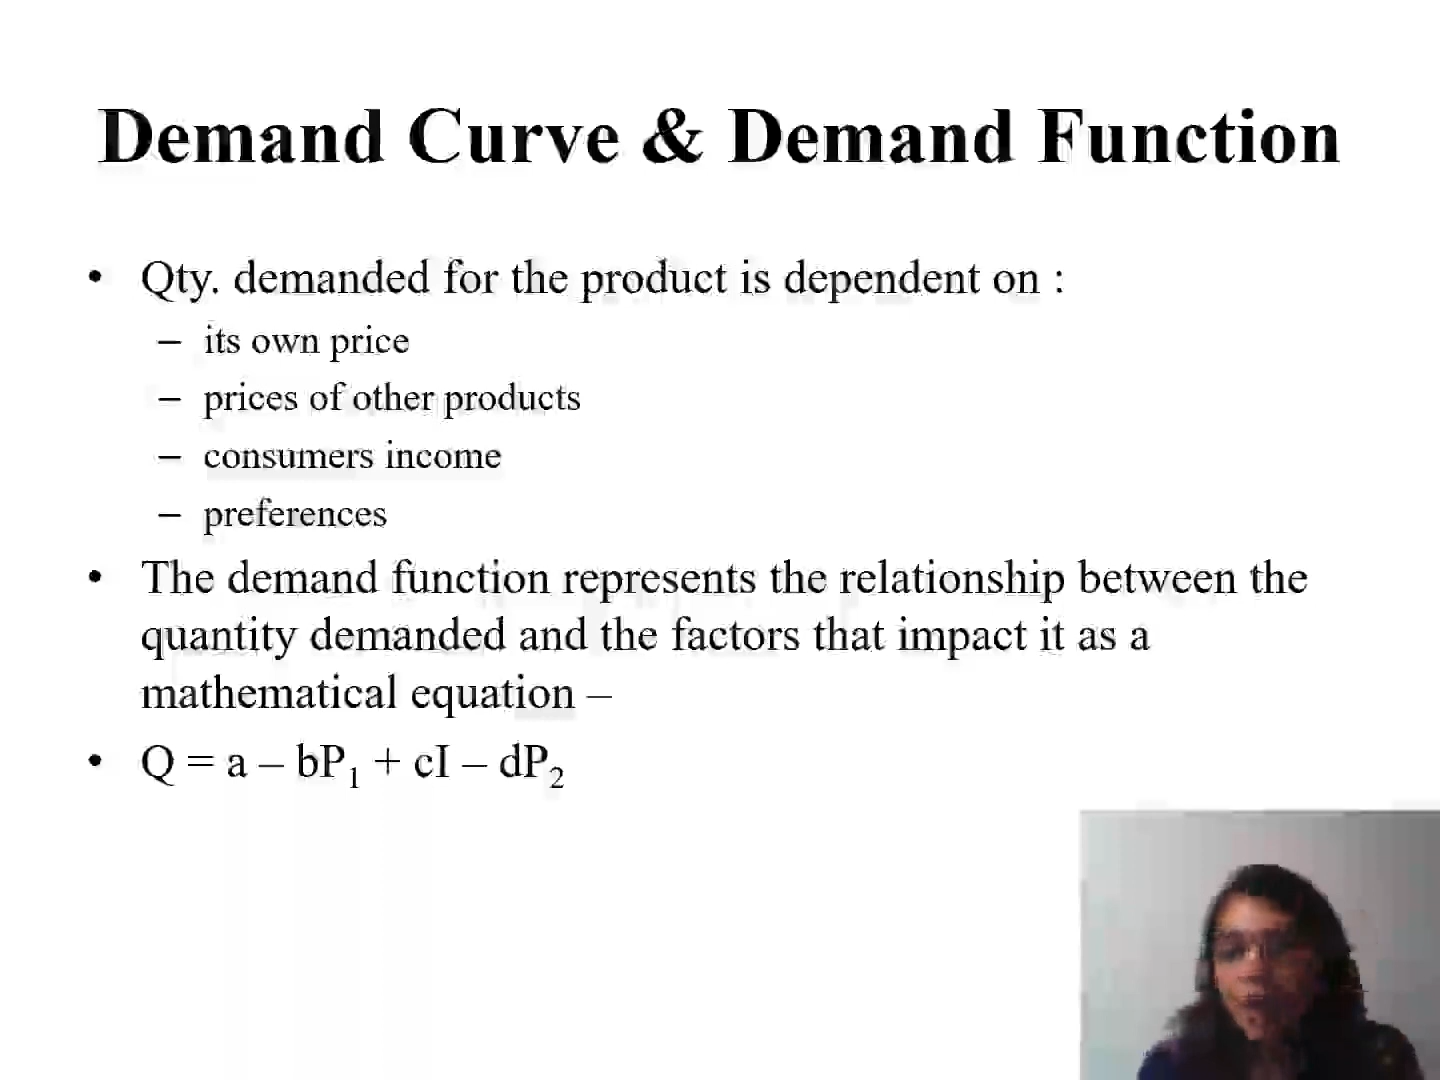 Demand Curve & Demand Function
• Qty. demanded for the product is dependent on :
– its own price
– prices of other products
– consumers income
– preferences
• The demand function represents the relationship between the
quantity demanded and the factors that impact it as a
mathematical equation –
• Q = a – bP₁ + cI – dP₂